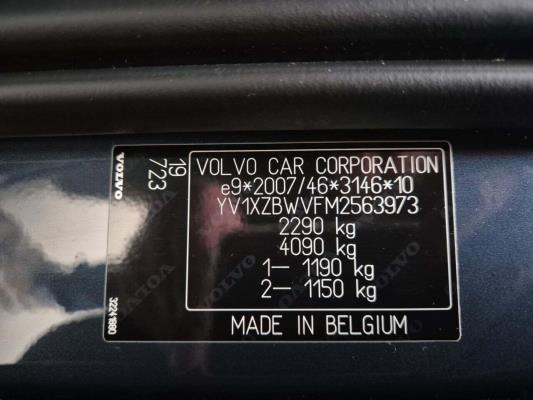 VOLVO
19
723
VOLVO CAR CORPORATION
e9*2007/46*3146*10
YV1XZBWVFM2563973
2290 kg
4090 kg
1– 1190 kg
2– 1150 kg
MADE IN BELGIUM